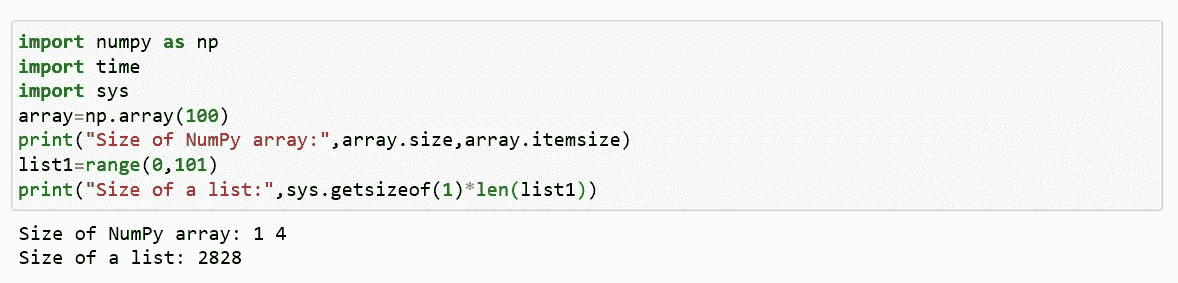 import numpy as np
import time
import sys
array=np.array(100)
print("Size of NumPy array:",array.size,array.itemsize)
list1=range(0,101)
print("Size of a list:",sys.getsizeof(1)*len(list1))
Size of NumPy array: 1 4
Size of a list: 2828